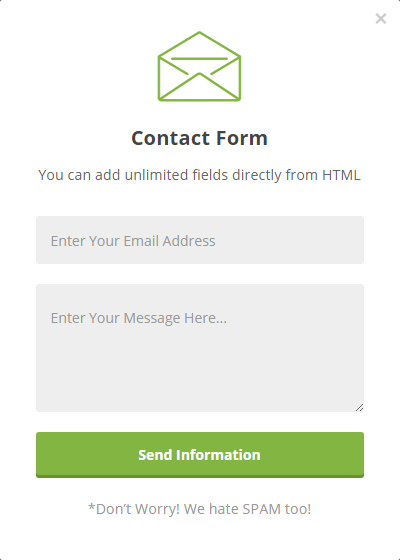 Contact Form
You can add unlimited fields directly from HTML
Enter Your Email Address
Enter Your Message Here...
Send Information
*Don't Worry! We hate SPAM too!